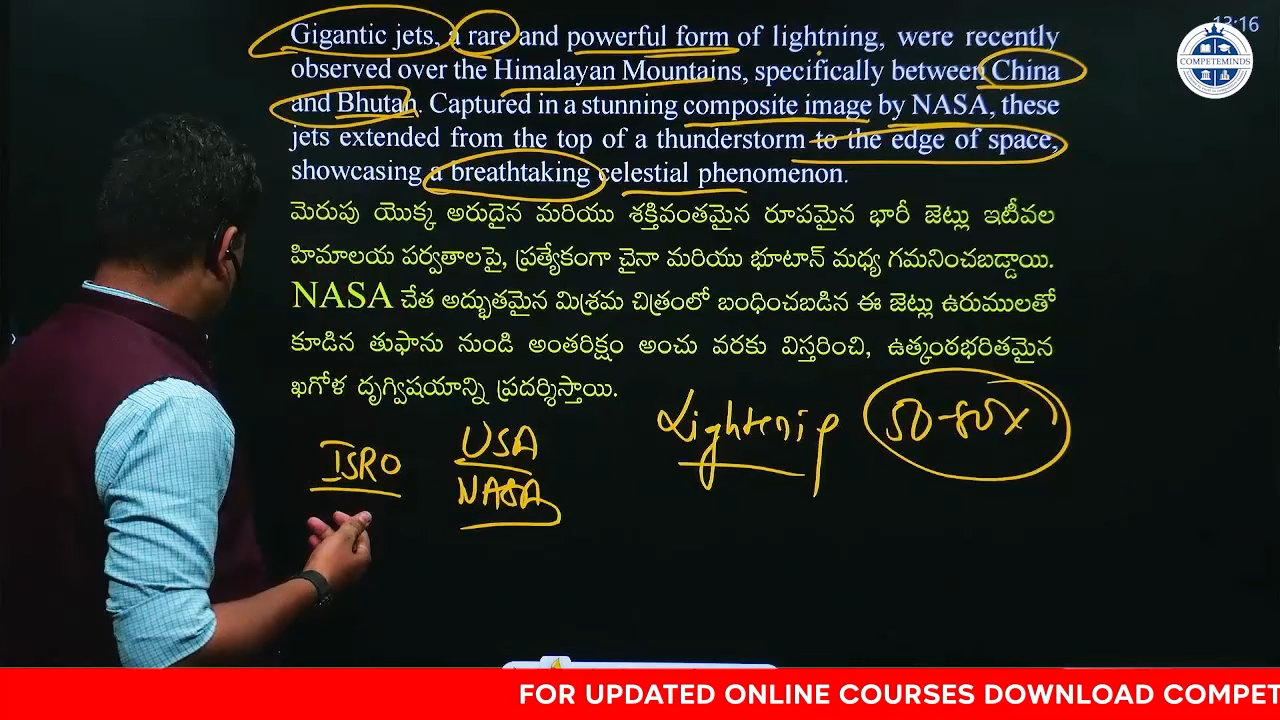 13:16
COMPETEMINDS
Gigantic jets, a rare and powerful form of lightning, were recently
observed over the Himalayan Mountains, specifically between China
and Bhutan. Captured in a stunning composite image by NASA, these
jets extended from the top of a thunderstorm to the edge of space,
showcasing a breathtaking celestial phenomenon.
మెరుపు యొక్క అరుదైన మరియు శక్తివంతమైన రూపమైన భారీ జెట్లు ఇటీవల
హిమాలయ పర్వతాలపై, ప్రత్యేకంగా చైనా మరియు భూటాన్ మధ్య గమనించబడ్డాయి.
NASA చేత అద్భుతమైన మిశ్రమ చిత్రంలో బంధించబడిన ఈ జెట్లు ఉరుములతో
కూడిన తుఫాను నుండి అంతరిక్షం అంచు వరకు విస్తరించి, ఉత్కంఠభరితమైన
ఖగోళ దృగ్విషయాన్ని ప్రదర్శిస్తాయి.
ISRO
USA
NASA
50-80X
FOR UPDATED ONLINE COURSES DOWNLOAD COMPET